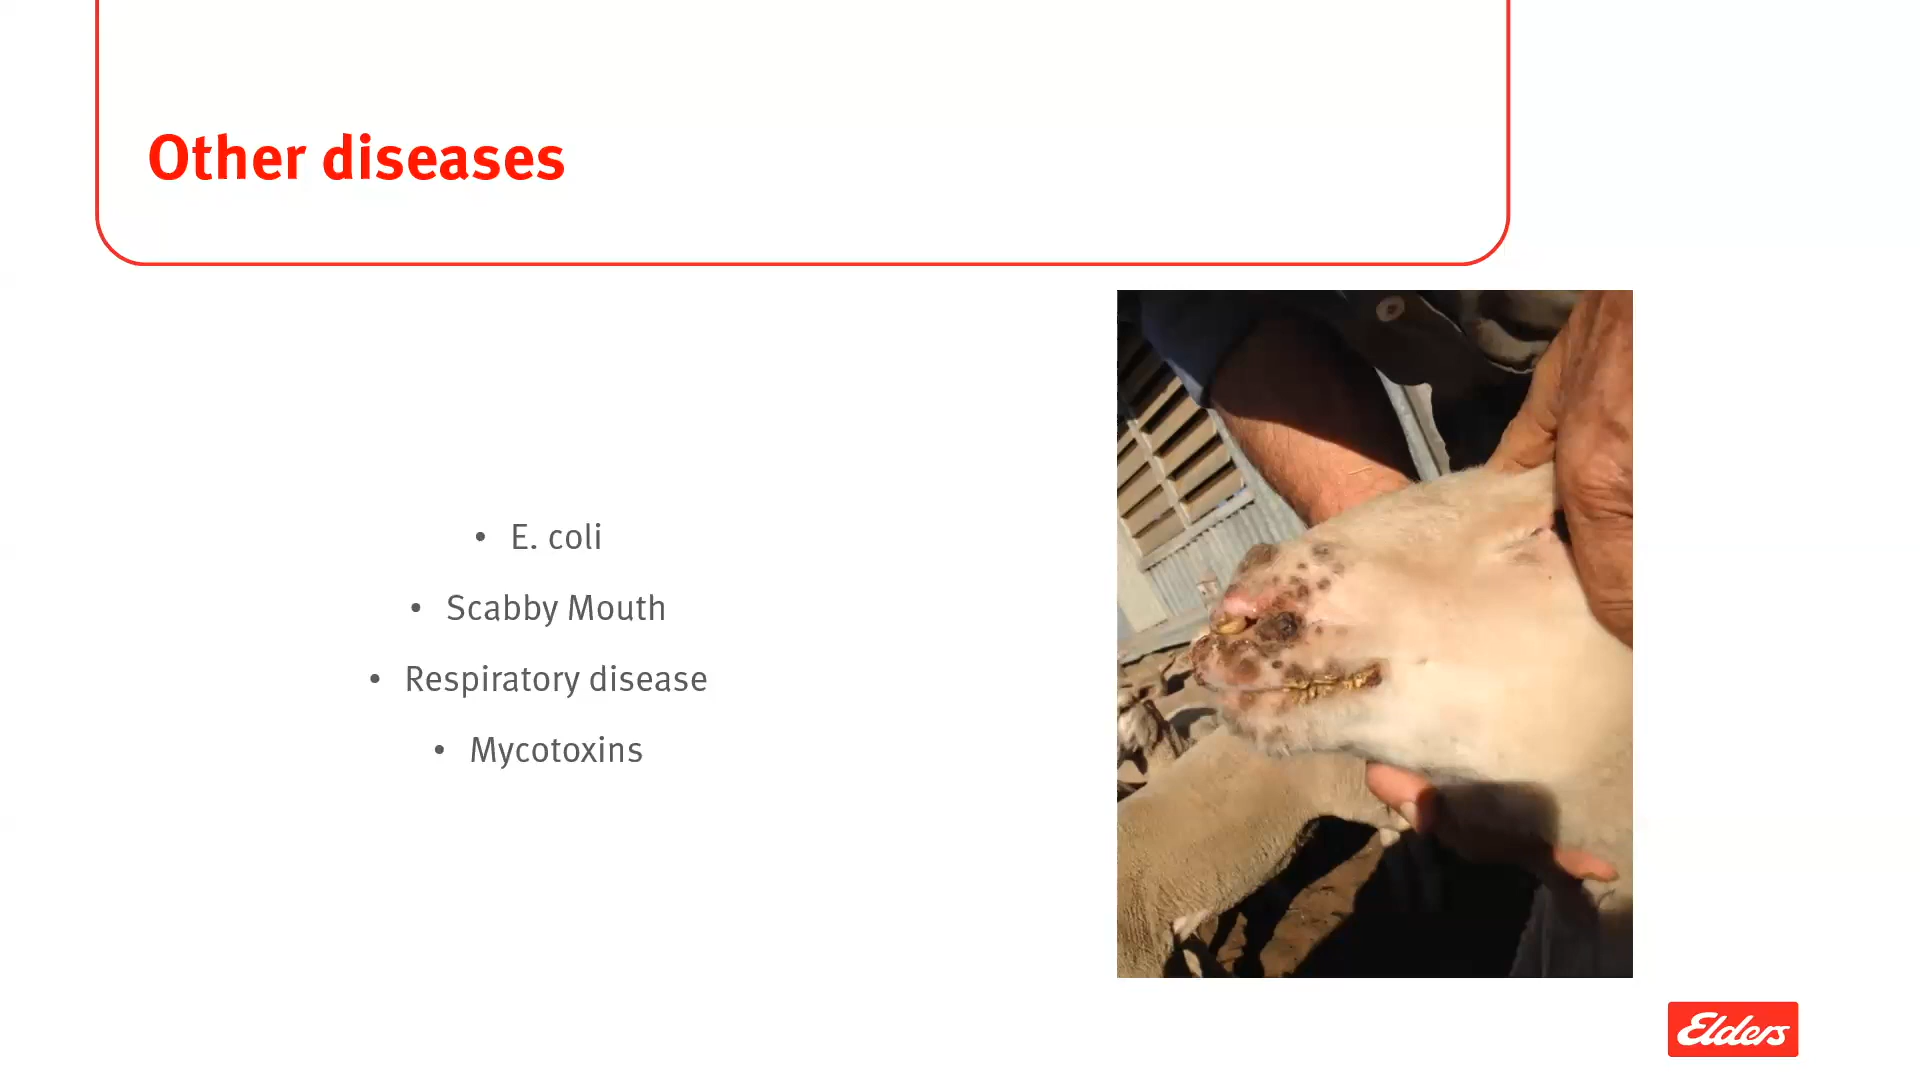 Other diseases
• E. coli
• Scabby Mouth
• Respiratory disease
• Mycotoxins
Elders